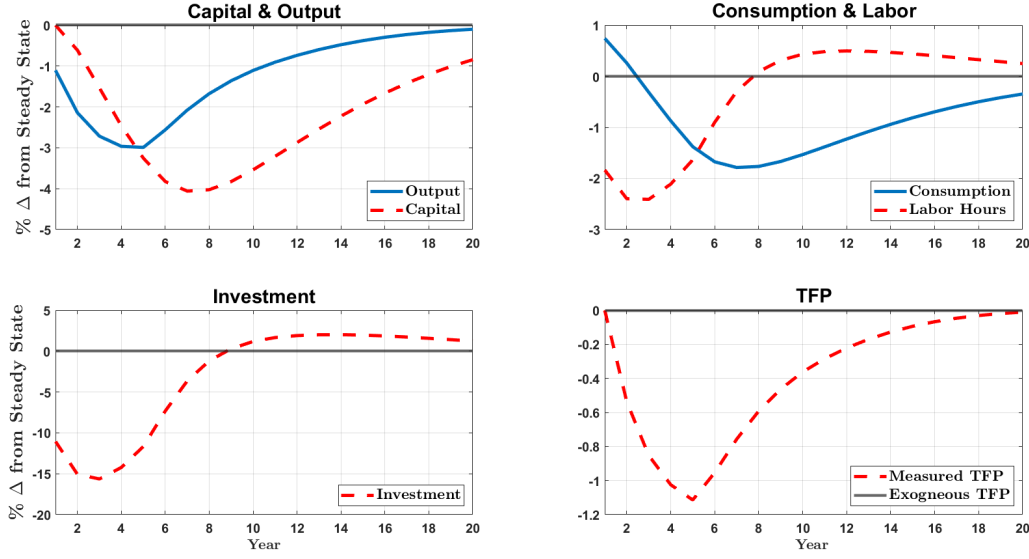 Capital & Output
% Δ from Steady State
0
-1
-2
-3
-4
-5
Output
Capital
2 4 6 8 10 12 14 16 18 20
Consumption & Labor
1
0
-1
-2
-3
Consumption
Labor Hours
2 4 6 8 10 12 14 16 18 20
Investment
% Δ from Steady State
5
0
-5
-10
-15
-20
Investment
2 4 6 8 10 12 14 16 18 20
Year
TFP
0
-0.2
-0.4
-0.6
-0.8
-1
-1.2
Measured TFP
Exogneous TFP
2 4 6 8 10 12 14 16 18 20
Year